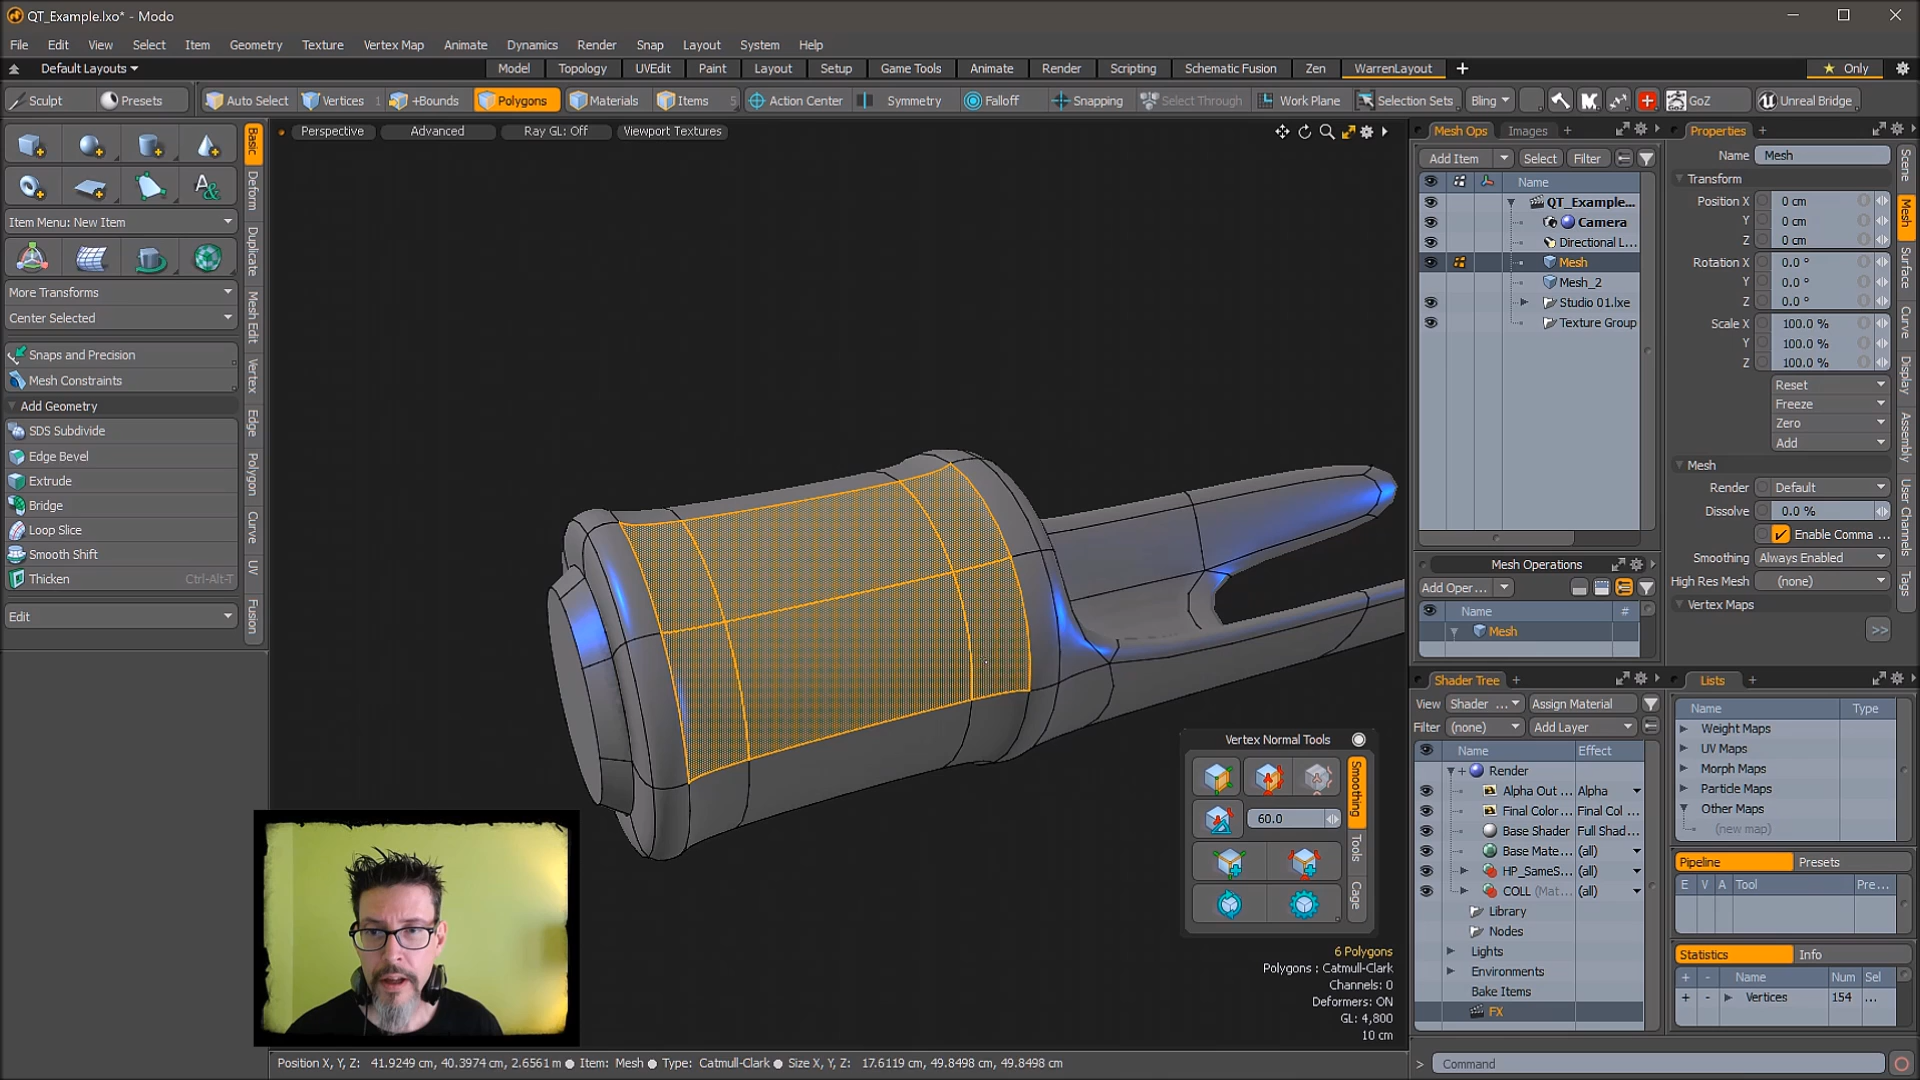 QT_Example.lxo* - Modo
File Edit View Select Item Geometry Texture Vertex Map Animate Dynamics Render Snap Layout System Help
Default Layouts Model Topology UVEdit Paint Layout Setup Game Tools Animate Render Scripting Schematic Fusion Zen WarrenLayout Only
Sculpt Presets Auto Select Vertices 1 +Bounds Polygons Materials Items 5 Action Center Symmetry Falloff Snapping Select Through Work Plane Selection Sets Bling GoZ Unreal Bridge
Perspective Advanced Ray GL: Off Viewport Textures
Item Menu: New Item
More Transforms
Center Selected
Snaps and Precision
Mesh Constraints
Add Geometry
SDS Subdivide
Edge Bevel
Extrude
Bridge
Loop Slice
Smooth Shift
Thicken Ctrl-Alt-T
Edit
Basic
Deform
Duplicate
Mesh Edit
Vertex
Edge
Polygon
Curve
UV
Fusion
Vertex Normal Tools
60.0
Smoothing
Tools
Cage
6 Polygons
Polygons : Catmull-Clark
Channels: 0
Deformers: ON
GL: 4,800
10 cm
Position X, Y, Z: 41.9249 cm, 40.3974 cm, 2.6561 m Item: Mesh Type: Catmull-Clark Size X, Y, Z: 17.6119 cm, 49.8498 cm, 49.8498 cm
Mesh Ops Images
Add Item Select Filter
Name
QT_Example...
Camera
Directional L...
Mesh
Mesh_2
Studio 01.lxe
Texture Group
Mesh Operations
Add Oper...
Name #
Mesh
Shader Tree
View Shader ... Assign Material
Filter (none) Add Layer
Name Effect
Render
Alpha Out ... Alpha
Final Color ... Final Col ...
Base Shader Full Shad...
Base Mate... (all)
HP_SameS... (all)
COLL (Mat... (all)
Library
Nodes
Lights
Environments
Bake Items
FX
Properties
Name Mesh
Transform
Position X 0 cm
Y 0 cm
Z 0 cm
Rotation X 0.0 °
Y 0.0 °
Z 0.0 °
Scale X 100.0 %
Y 100.0 %
Z 100.0 %
Reset
Freeze
Zero
Add
Mesh
Render Default
Dissolve 0.0 %
Enable Comma ...
Smoothing Always Enabled
High Res Mesh (none)
Vertex Maps
>>
Scene
Mesh
Surface
Curve
Display
Assembly
User Channels
Tags
Lists
Name Type
Weight Maps
UV Maps
Morph Maps
Particle Maps
Other Maps
(new map)
Pipeline Presets
E V A Tool Pre...
Statistics Info
+ - Name Num Sel
+ - Vertices 154 ...
> Command